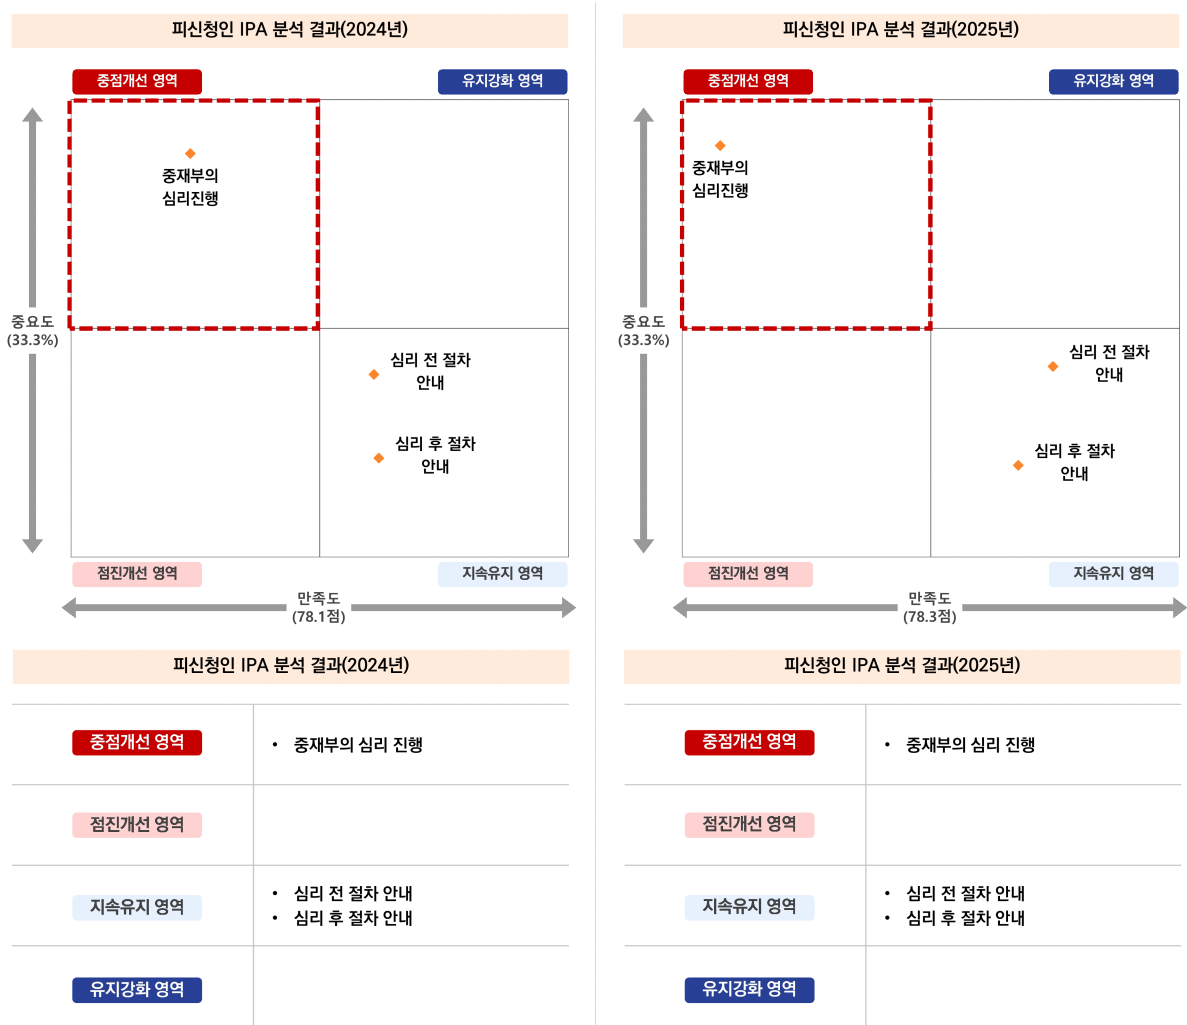 피신청인 IPA 분석 결과(2024년)
중점개선 영역
유지강화 영역
중재부의
심리진행
중요도
(33.3%)
심리 전 절차
안내
심리 후 절차
안내
점진개선 영역
지속유지 영역
만족도
(78.1점)
피신청인 IPA 분석 결과(2025년)
중점개선 영역
유지강화 영역
중재부의
심리진행
중요도
(33.3%)
심리 전 절차
안내
심리 후 절차
안내
점진개선 영역
지속유지 영역
만족도
(78.3점)
피신청인 IPA 분석 결과(2024년)
중점개선 영역
• 중재부의 심리 진행
점진개선 영역
지속유지 영역
• 심리 전 절차 안내
• 심리 후 절차 안내
유지강화 영역
피신청인 IPA 분석 결과(2025년)
중점개선 영역
• 중재부의 심리 진행
점진개선 영역
지속유지 영역
• 심리 전 절차 안내
• 심리 후 절차 안내
유지강화 영역